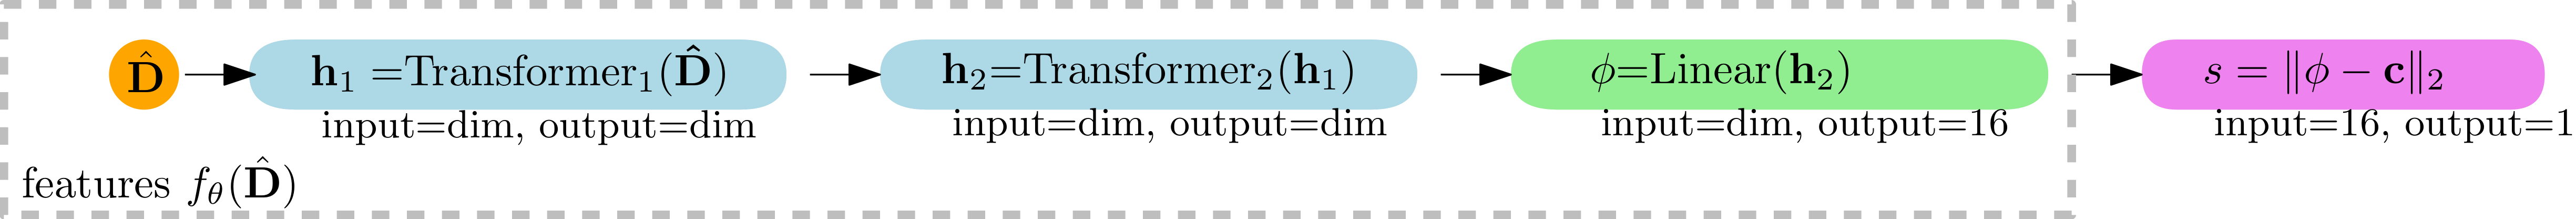 D̂
h₁ =Transformer₁(D̂)
input=dim, output=dim
h₂=Transformer₂(h₁)
input=dim, output=dim
ϕ=Linear(h₂)
input=dim, output=16
s = ‖ϕ − c‖₂
input=16, output=1
features f_θ(D̂)